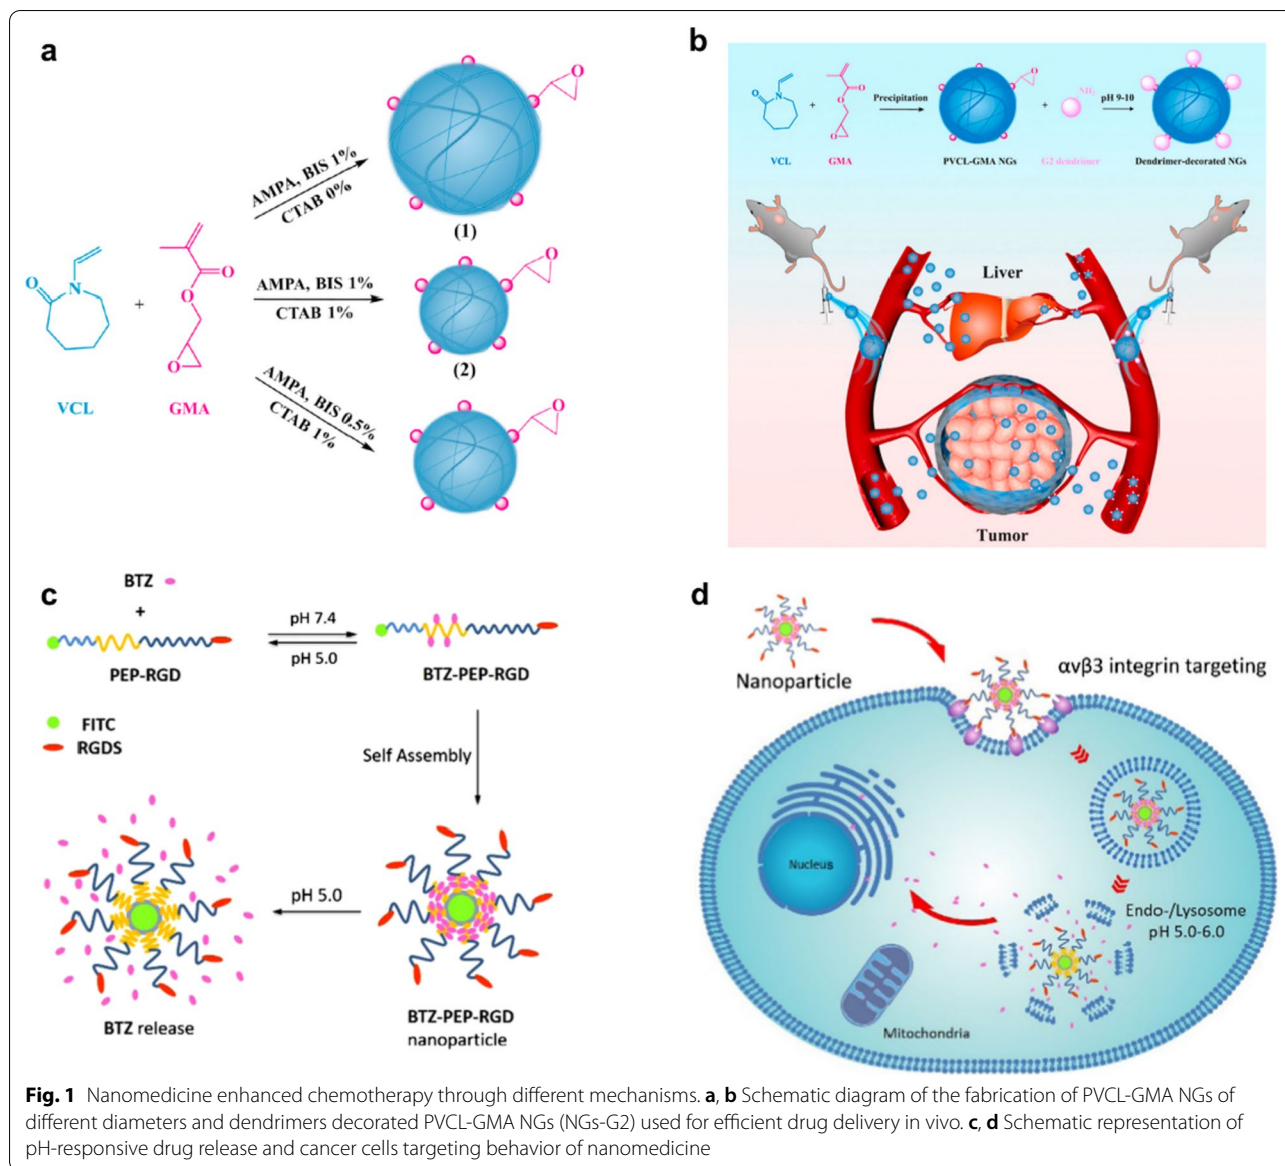 a
AMPA, BIS 1%
CTAB 0%
O
(1)
AMPA, BIS 1%
CTAB 1%
O
(2)
AMPA, BIS 0.5%
CTAB 1%
O
O
N
+
O
O
O
VCL
GMA
b
O
N
+
O
O
O
Precipitation
O
+
NH₂
pH 9-10
VCL
GMA
PVCL-GMA NGs
G2 dendrimer
Dendrimer-decorated NGs
Liver
Tumor
c
BTZ
+
PEP-RGD
pH 7.4
pH 5.0
BTZ-PEP-RGD
FITC
RGDS
Self Assembly
pH 5.0
BTZ release
BTZ-PEP-RGD
nanoparticle
d
Nanoparticle
αvβ3 integrin targeting
Nucleus
Endo-/Lysosome
pH 5.0-6.0
Mitochondria
Fig. 1 Nanomedicine enhanced chemotherapy through different mechanisms. a, b Schematic diagram of the fabrication of PVCL-GMA NGs of
different diameters and dendrimers decorated PVCL-GMA NGs (NGs-G2) used for efficient drug delivery in vivo. c, d Schematic representation of
pH-responsive drug release and cancer cells targeting behavior of nanomedicine